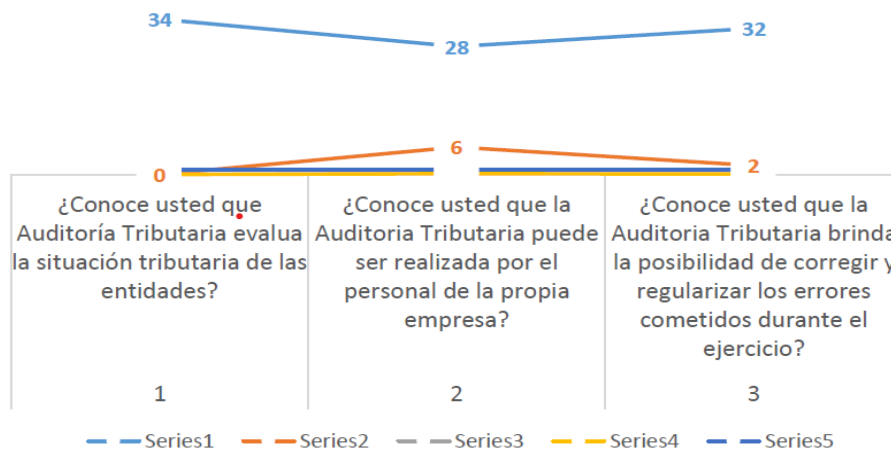 34
28
32
0
6
2
¿Conoce usted que
Auditoría Tributaria evalua
la situación tributaria de las
entidades?
¿Conoce usted que la
Auditoria Tributaria puede
ser realizada por el
personal de la propia
empresa?
¿Conoce usted que la
Auditoria Tributaria brinda
la posibilidad de corregir y
regularizar los errores
cometidos durante el
ejercicio?
1
2
3
Series1
Series2
Series3
Series4
Series5